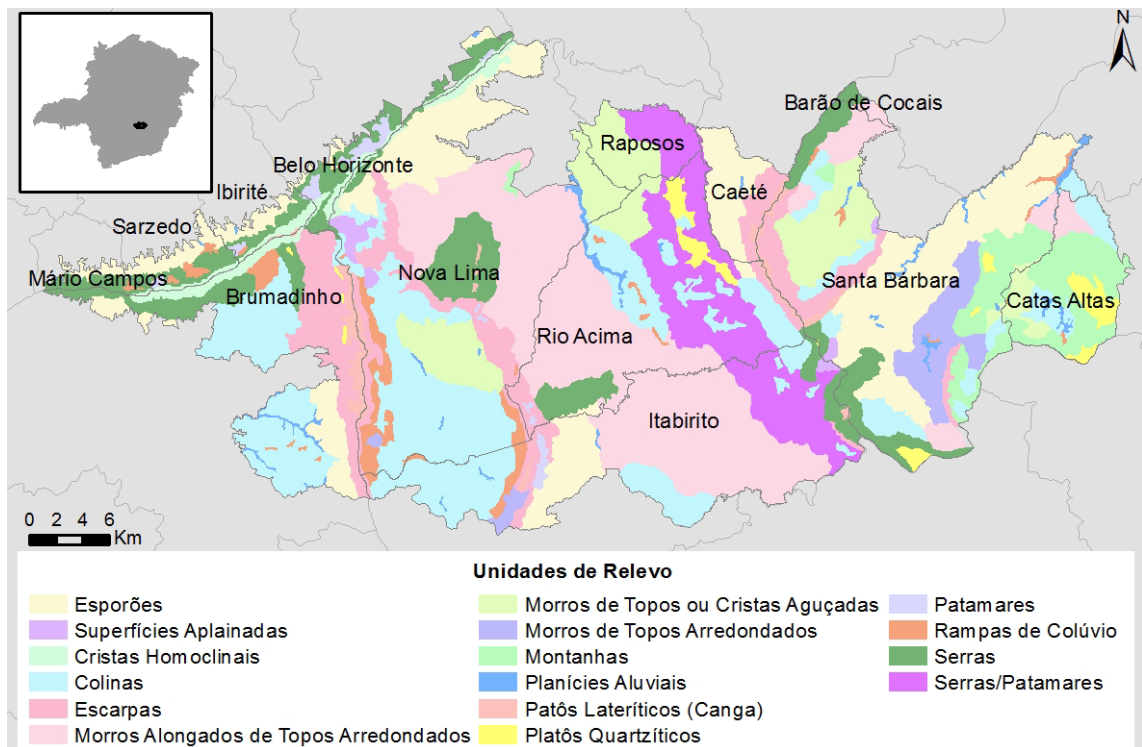 N
Barão de Cocais
Raposos
Belo Horizonte
Caeté
Ibirité
Sarzedo
Mário Campos
Nova Lima
Santa Bárbara
Brumadinho
Catas Altas
Rio Acima
Itabirito
0 2 4 6
Km
Unidades de Relevo
Esporões
Superfícies Aplainadas
Cristas Homoclinais
Colinas
Escarpas
Morros Alongados de Topos Arredondados
Morros de Topos ou Cristas Aguçadas
Morros de Topos Arredondados
Montanhas
Planícies Aluviais
Patôs Lateríticos (Canga)
Platôs Quartzíticos
Patamares
Rampas de Colúvio
Serras
Serras/Patamares